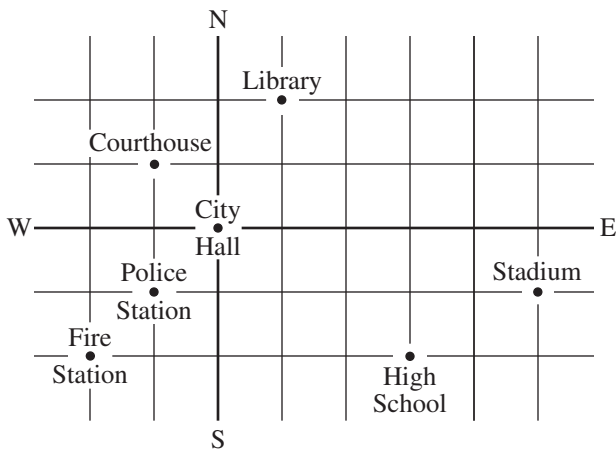 N
Library
Courthouse
City
Hall
W
E
Police
Station
Stadium
Fire
Station
High
School
S